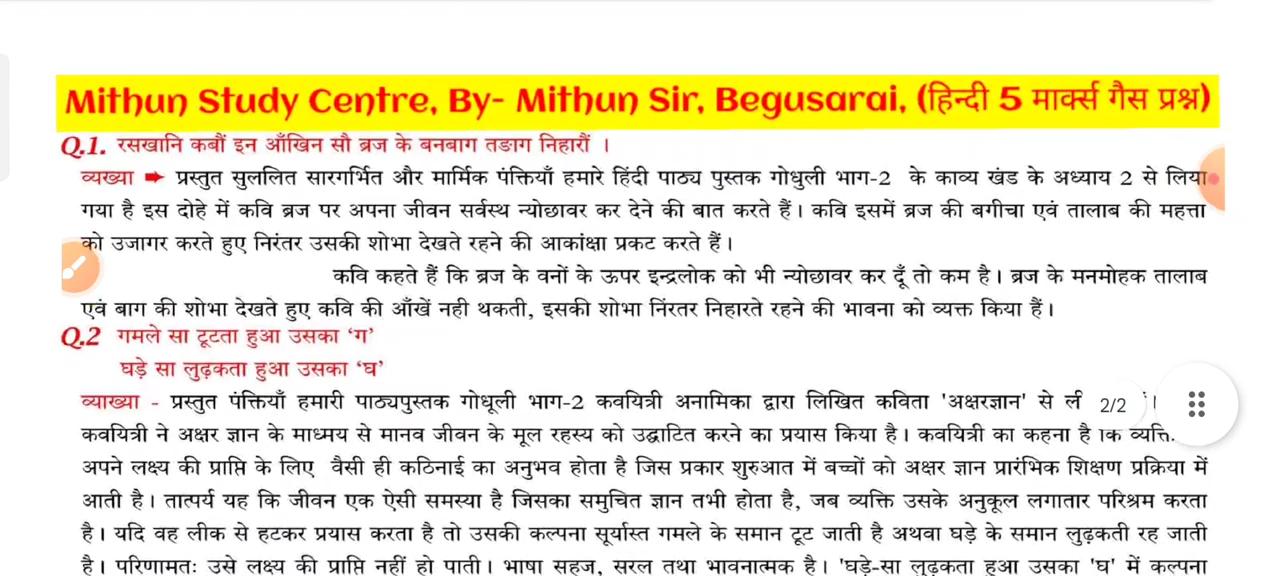 Mithun Study Centre, By- Mithun Sir, Begusarai, (हिन्दी 5 मार्क्स गैस प्रश्न)
Q.1. रसखानि कबौं इन आँखिन सौ ब्रज के बनबाग तङाग निहारौं ।
व्यख्या ➡ प्रस्तुत सुललित सारगर्भित और मार्मिक पंक्तियाँ हमारे हिंदी पाठ्य पुस्तक गोधुली भाग-2 के काव्य खंड के अध्याय 2 से लिया
गया है इस दोहे में कवि ब्रज पर अपना जीवन सर्वस्थ न्योछावर कर देने की बात करते हैं। कवि इसमें ब्रज की बगीचा एवं तालाब की महत्ता
को उजागर करते हुए निरंतर उसकी शोभा देखते रहने की आकांक्षा प्रकट करते हैं।
कवि कहते हैं कि ब्रज के वनों के ऊपर इन्द्रलोक को भी न्योछावर कर दूँ तो कम है। ब्रज के मनमोहक तालाब
एवं बाग की शोभा देखते हुए कवि की आँखें नही थकती, इसकी शोभा निंरतर निहारते रहने की भावना को व्यक्त किया हैं।
Q.2 गमले सा टूटता हुआ उसका ‘ग’
घड़े सा लुढ़कता हुआ उसका ‘घ’
व्याख्या - प्रस्तुत पंक्तियाँ हमारी पाठ्यपुस्तक गोधूली भाग-2 कवयित्री अनामिका द्वारा लिखित कविता 'अक्षरज्ञान' से ली
2/2
कवयित्री ने अक्षर ज्ञान के माध्मय से मानव जीवन के मूल रहस्य को उद्घाटित करने का प्रयास किया है। कवयित्री का कहना है कि
अपने लक्ष्य की प्राप्ति के लिए वैसी ही कठिनाई का अनुभव होता है जिस प्रकार शुरुआत में बच्चों को अक्षर ज्ञान प्रारंभिक शिक्षण प्रक्रिया में
आती है। तात्पर्य यह कि जीवन एक ऐसी समस्या है जिसका समुचित ज्ञान तभी होता है, जब व्यक्ति उसके अनुकूल लगातार परिश्रम करता
है। यदि वह लीक से हटकर प्रयास करता है तो उसकी कल्पना सूर्यास्त गमले के समान टूट जाती है अथवा घड़े के समान लुढ़कती रह जाती
है। परिणामतः उसे लक्ष्य की प्राप्ति नहीं हो पाती। भाषा सहज, सरल तथा भावनात्मक है। 'घड़े-सा लुढ़कता हुआ उसका 'घ' में कल्पना